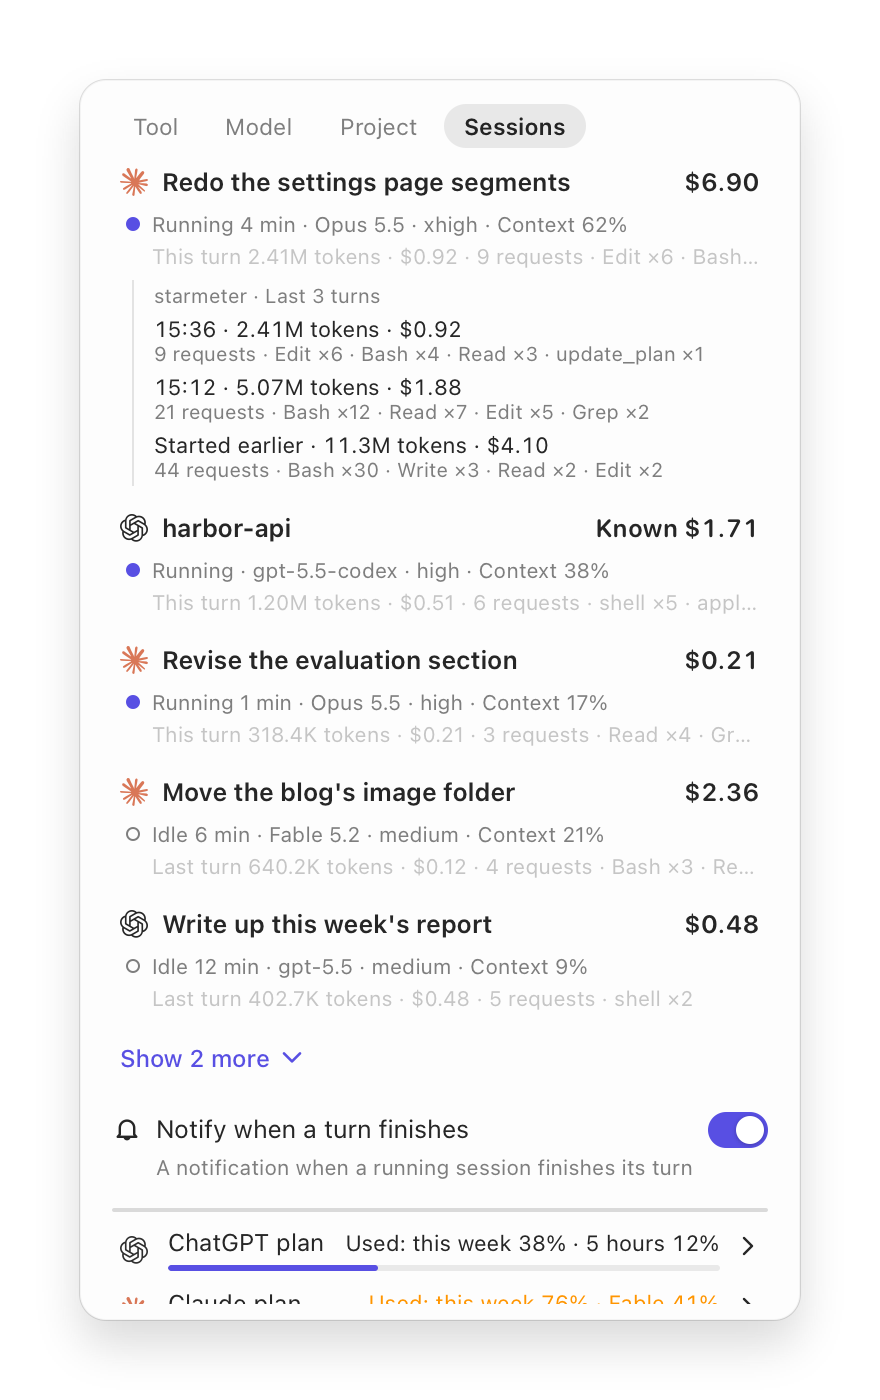 Tool Model Project Sessions
Redo the settings page segments $6.90
Running 4 min · Opus 5.5 · xhigh · Context 62%
This turn 2.41M tokens · $0.92 · 9 requests · Edit ×6 · Bash...
starmeter · Last 3 turns
15:36 · 2.41M tokens · $0.92
9 requests · Edit ×6 · Bash ×4 · Read ×3 · update_plan ×1
15:12 · 5.07M tokens · $1.88
21 requests · Bash ×12 · Read ×7 · Edit ×5 · Grep ×2
Started earlier · 11.3M tokens · $4.10
44 requests · Bash ×30 · Write ×3 · Read ×2 · Edit ×2
harbor-api Known $1.71
Running · gpt-5.5-codex · high · Context 38%
This turn 1.20M tokens · $0.51 · 6 requests · shell ×5 · appl...
Revise the evaluation section $0.21
Running 1 min · Opus 5.5 · high · Context 17%
This turn 318.4K tokens · $0.21 · 3 requests · Read ×4 · Gr...
Move the blog's image folder $2.36
Idle 6 min · Fable 5.2 · medium · Context 21%
Last turn 640.2K tokens · $0.12 · 4 requests · Bash ×3 · Re...
Write up this week's report $0.48
Idle 12 min · gpt-5.5 · medium · Context 9%
Last turn 402.7K tokens · $0.48 · 5 requests · shell ×2
Show 2 more
Notify when a turn finishes
A notification when a running session finishes its turn
ChatGPT plan Used: this week 38% · 5 hours 12%
Claude plan Used: this week 76% · Fable 41%